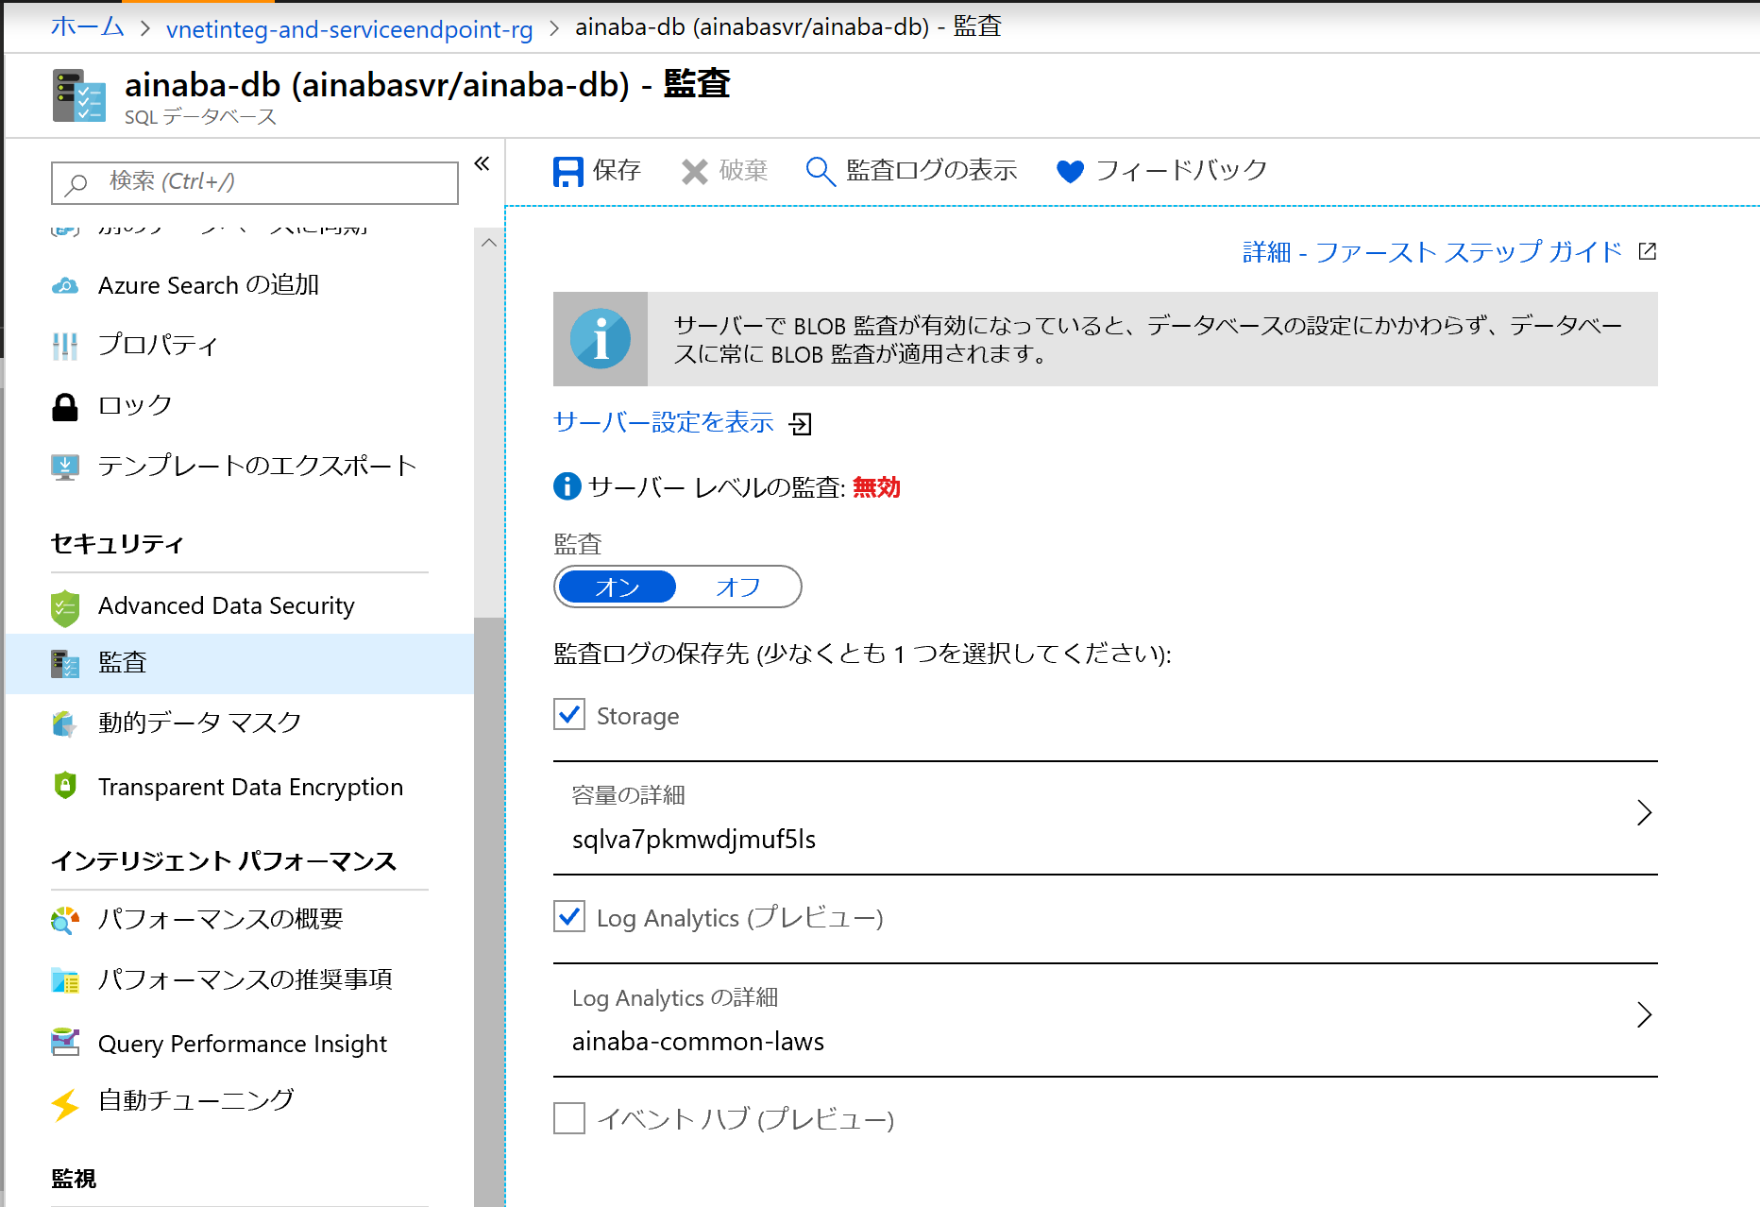 ホーム > vnetinteg-and-serviceendpoint-rg > ainaba-db (ainabasvr/ainaba-db) - 監査
ainaba-db (ainabasvr/ainaba-db) - 監査
SQL データベース
検索 (Ctrl+/)
«
別のデータベースに同期
Azure Search の追加
プロパティ
ロック
テンプレートのエクスポート
セキュリティ
Advanced Data Security
監査
動的データ マスク
Transparent Data Encryption
インテリジェント パフォーマンス
パフォーマンスの概要
パフォーマンスの推奨事項
Query Performance Insight
自動チューニング
監視
保存 破棄 監査ログの表示 フィードバック
詳細 - ファースト ステップ ガイド
サーバーで BLOB 監査が有効になっていると、データベースの設定にかかわらず、データベー
スに常に BLOB 監査が適用されます。
サーバー設定を表示
サーバー レベルの監査: 無効
監査
オン オフ
監査ログの保存先 (少なくとも 1 つを選択してください):
Storage
容量の詳細
sqlva7pkmwdjmuf5ls
Log Analytics (プレビュー)
Log Analytics の詳細
ainaba-common-laws
イベント ハブ (プレビュー)